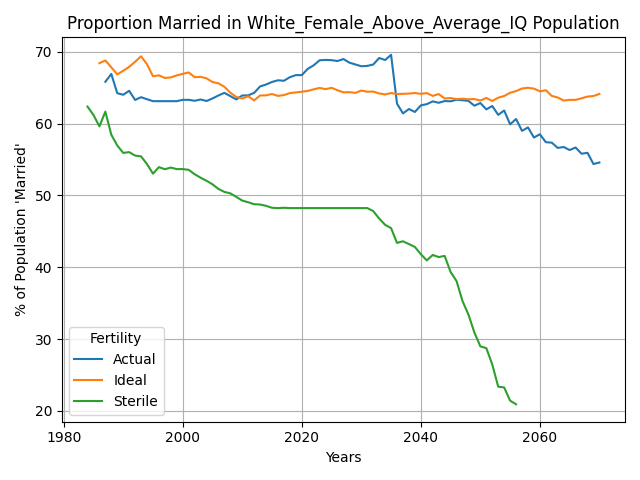 Proportion Married in White_Female_Above_Average_IQ Population
% of Population 'Married'
70
60
50
40
30
20
Fertility
Actual
Ideal
Sterile
1980
2000
2020
2040
2060
Years